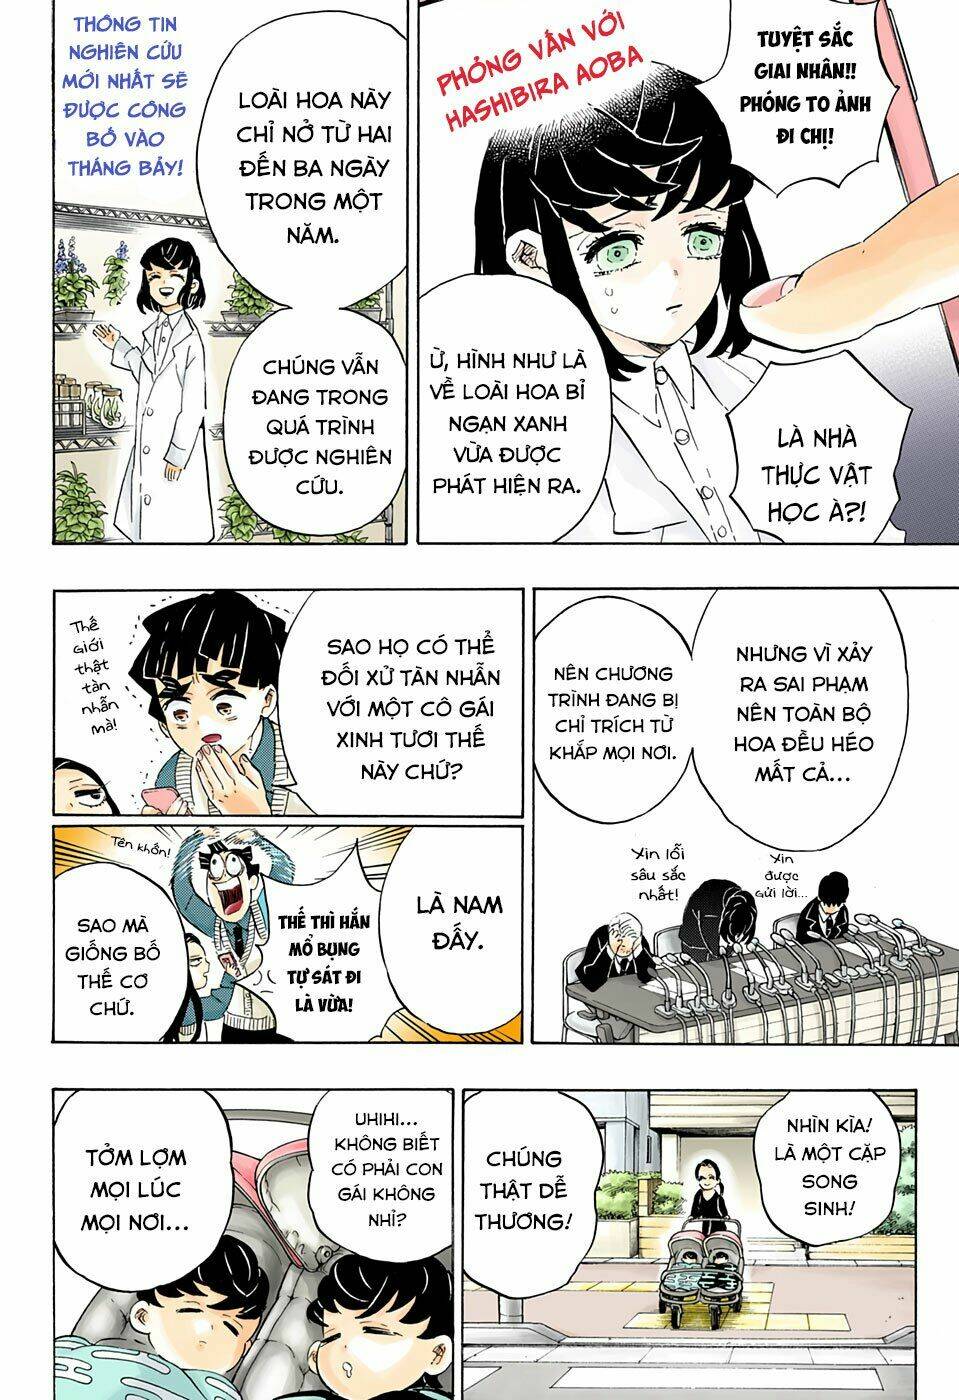 TUYỆT SẮC
GIAI NHÂN!!
PHÓNG TO ẢNH
ĐI CHỊ!
PHỎNG VẤN VỚI
HASHIBIRA AOBA
LÀ NHÀ
THỰC VẬT
HỌC À?!
Ừ, HÌNH NHƯ LÀ
VỀ LOÀI HOA BỈ
NGẠN XANH
VỪA ĐƯỢC
PHÁT HIỆN RA.
THÔNG TIN
NGHIÊN CỨU
MỚI NHẤT SẼ
ĐƯỢC CÔNG
BỐ VÀO
THÁNG BẢY!
LOÀI HOA NÀY
CHỈ NỞ TỪ HAI
ĐẾN BA NGÀY
TRONG MỘT
NĂM.
CHÚNG VẪN
ĐANG TRONG
QUÁ TRÌNH
ĐƯỢC NGHIÊN
CỨU.
NHƯNG VÌ XẢY
RA SAI PHẠM
NÊN TOÀN BỘ
HOA ĐỀU HÉO
MẤT CẢ...
NÊN CHƯƠNG
TRÌNH ĐANG BỊ
CHỈ TRÍCH TỪ
KHẮP MỌI NƠI.
Xin
được
gửi lời...
Xin lỗi
sâu sắc
nhất!
SAO HỌ CÓ THỂ
ĐỐI XỬ TÀN NHẪN
VỚI MỘT CÔ GÁI
XINH TƯƠI THẾ
NÀY CHỨ?
Thế
giới
thật
tàn
nhẫn
mà!
LÀ NAM
ĐẤY.
THẾ THÌ HẮN
MỔ BỤNG
TỰ SÁT ĐI
LÀ VỪA!
Tên khốn!
SAO MÀ
GIỐNG BỐ
THẾ CƠ
CHỨ.
NHÌN KÌA!
LÀ MỘT CẶP
SONG
SINH!
CHÚNG
THẬT DỄ
THƯƠNG!
UHIHI...
KHÔNG BIẾT
CÓ PHẢI CON
GÁI KHÔNG
NHỈ?
TỞM LỢM
MỌI LÚC
MỌI NƠI...